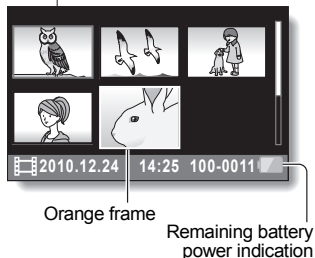 2010.12.24 14:25 100-0011
Orange frame
Remaining battery
power indication